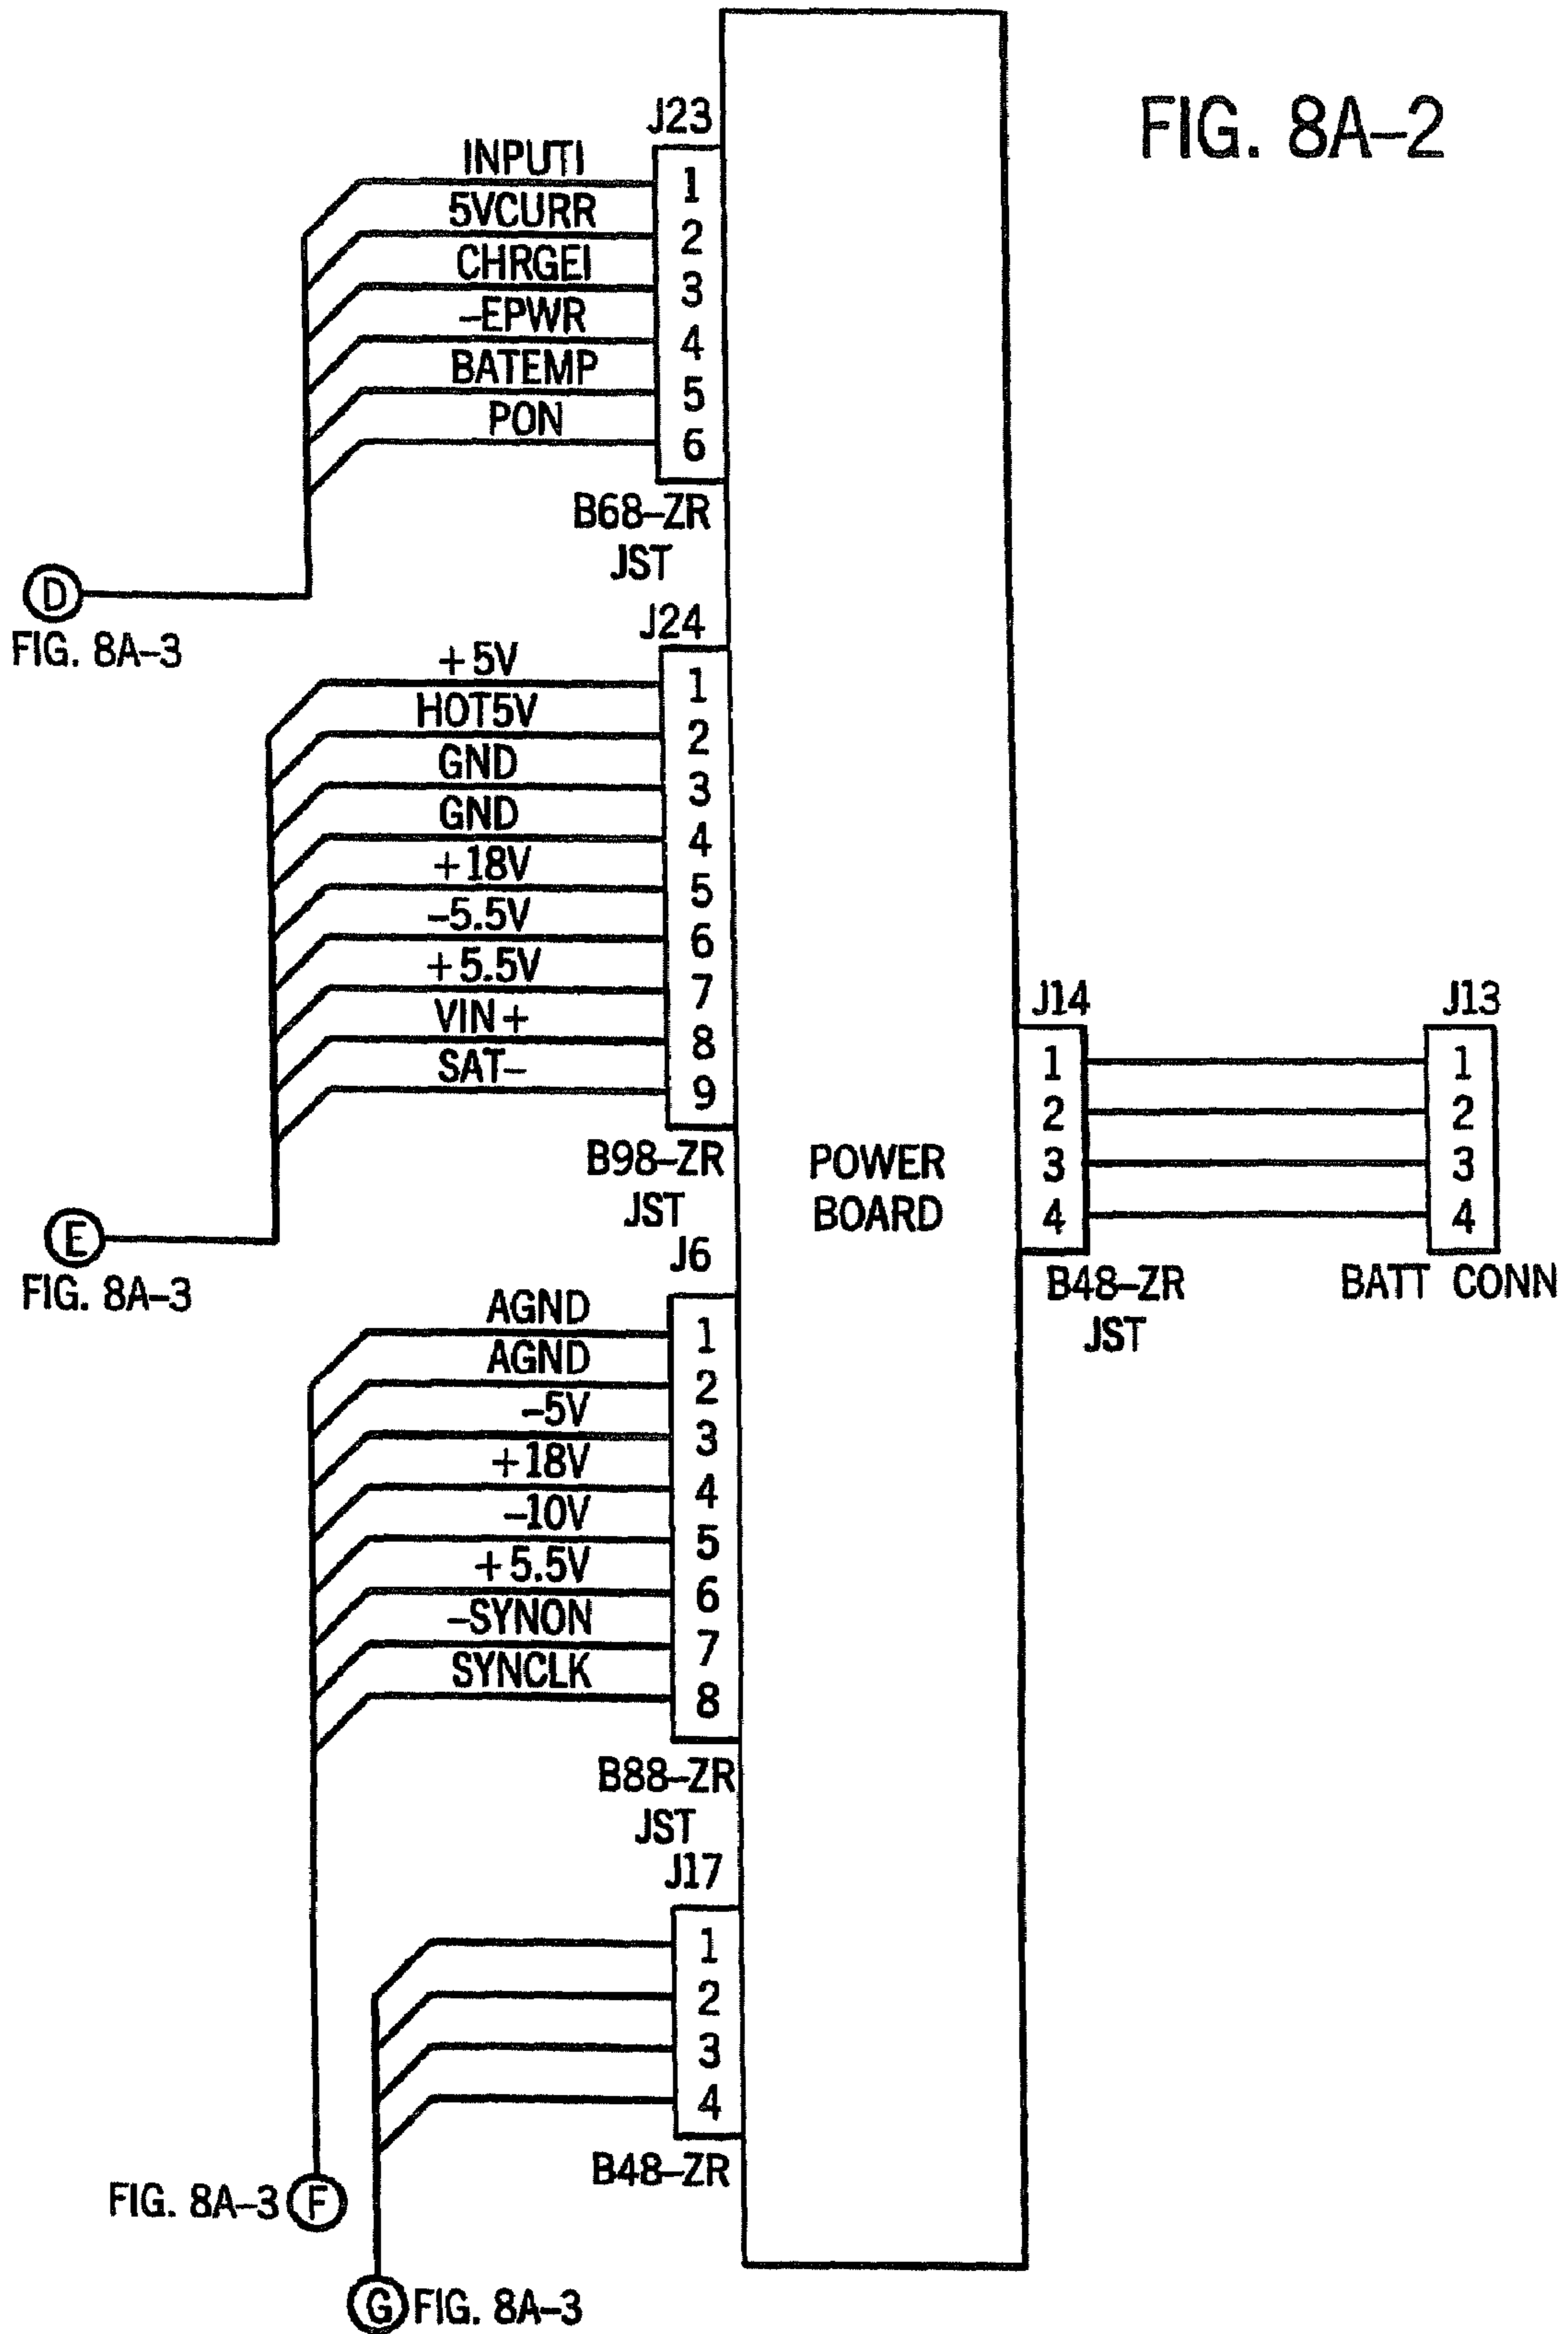 FIG. 8A–2
J23
INPUTI
1
5VCURR
2
CHRGEI
3
–EPWR
4
BATEMP
5
PON
6
B68–ZR
JST
D
FIG. 8A–3
J24
+5V
1
HOT5V
2
GND
3
GND
4
+18V
5
–5.5V
6
+5.5V
7
VIN+
8
SAT–
9
B98–ZR
JST
E
FIG. 8A–3
POWER
BOARD
J14
1
2
3
4
B48–ZR
JST
J13
1
2
3
4
BATT CONN
J6
AGND
1
AGND
2
–5V
3
+18V
4
–10V
5
+5.5V
6
–SYNON
7
SYNCLK
8
B88–ZR
JST
J17
1
2
3
4
B48–ZR
FIG. 8A–3 F
G FIG. 8A–3